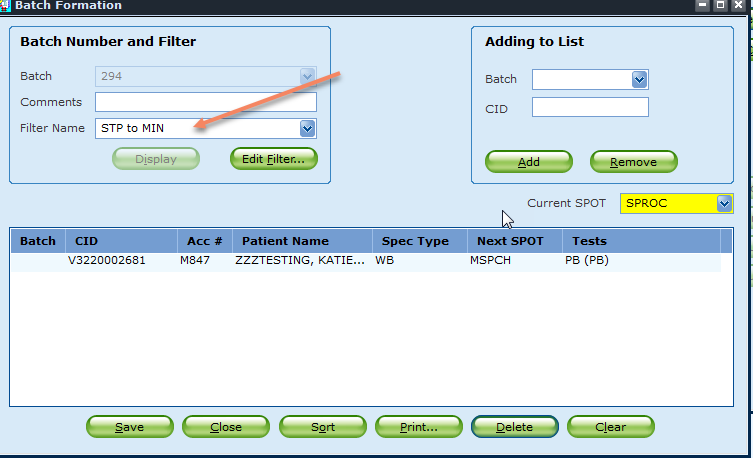 Batch Formation
Batch Number and Filter
Batch 294
Comments
Filter Name STP to MIN
Display Edit Filter...
Adding to List
Batch
CID
Add Remove
Current SPOT SPROC
Batch CID Acc # Patient Name Spec Type Next SPOT Tests
V3220002681 M847 ZZZTESTING, KATIE... WB MSPCH PB (PB)
Save Close Sort Print... Delete Clear